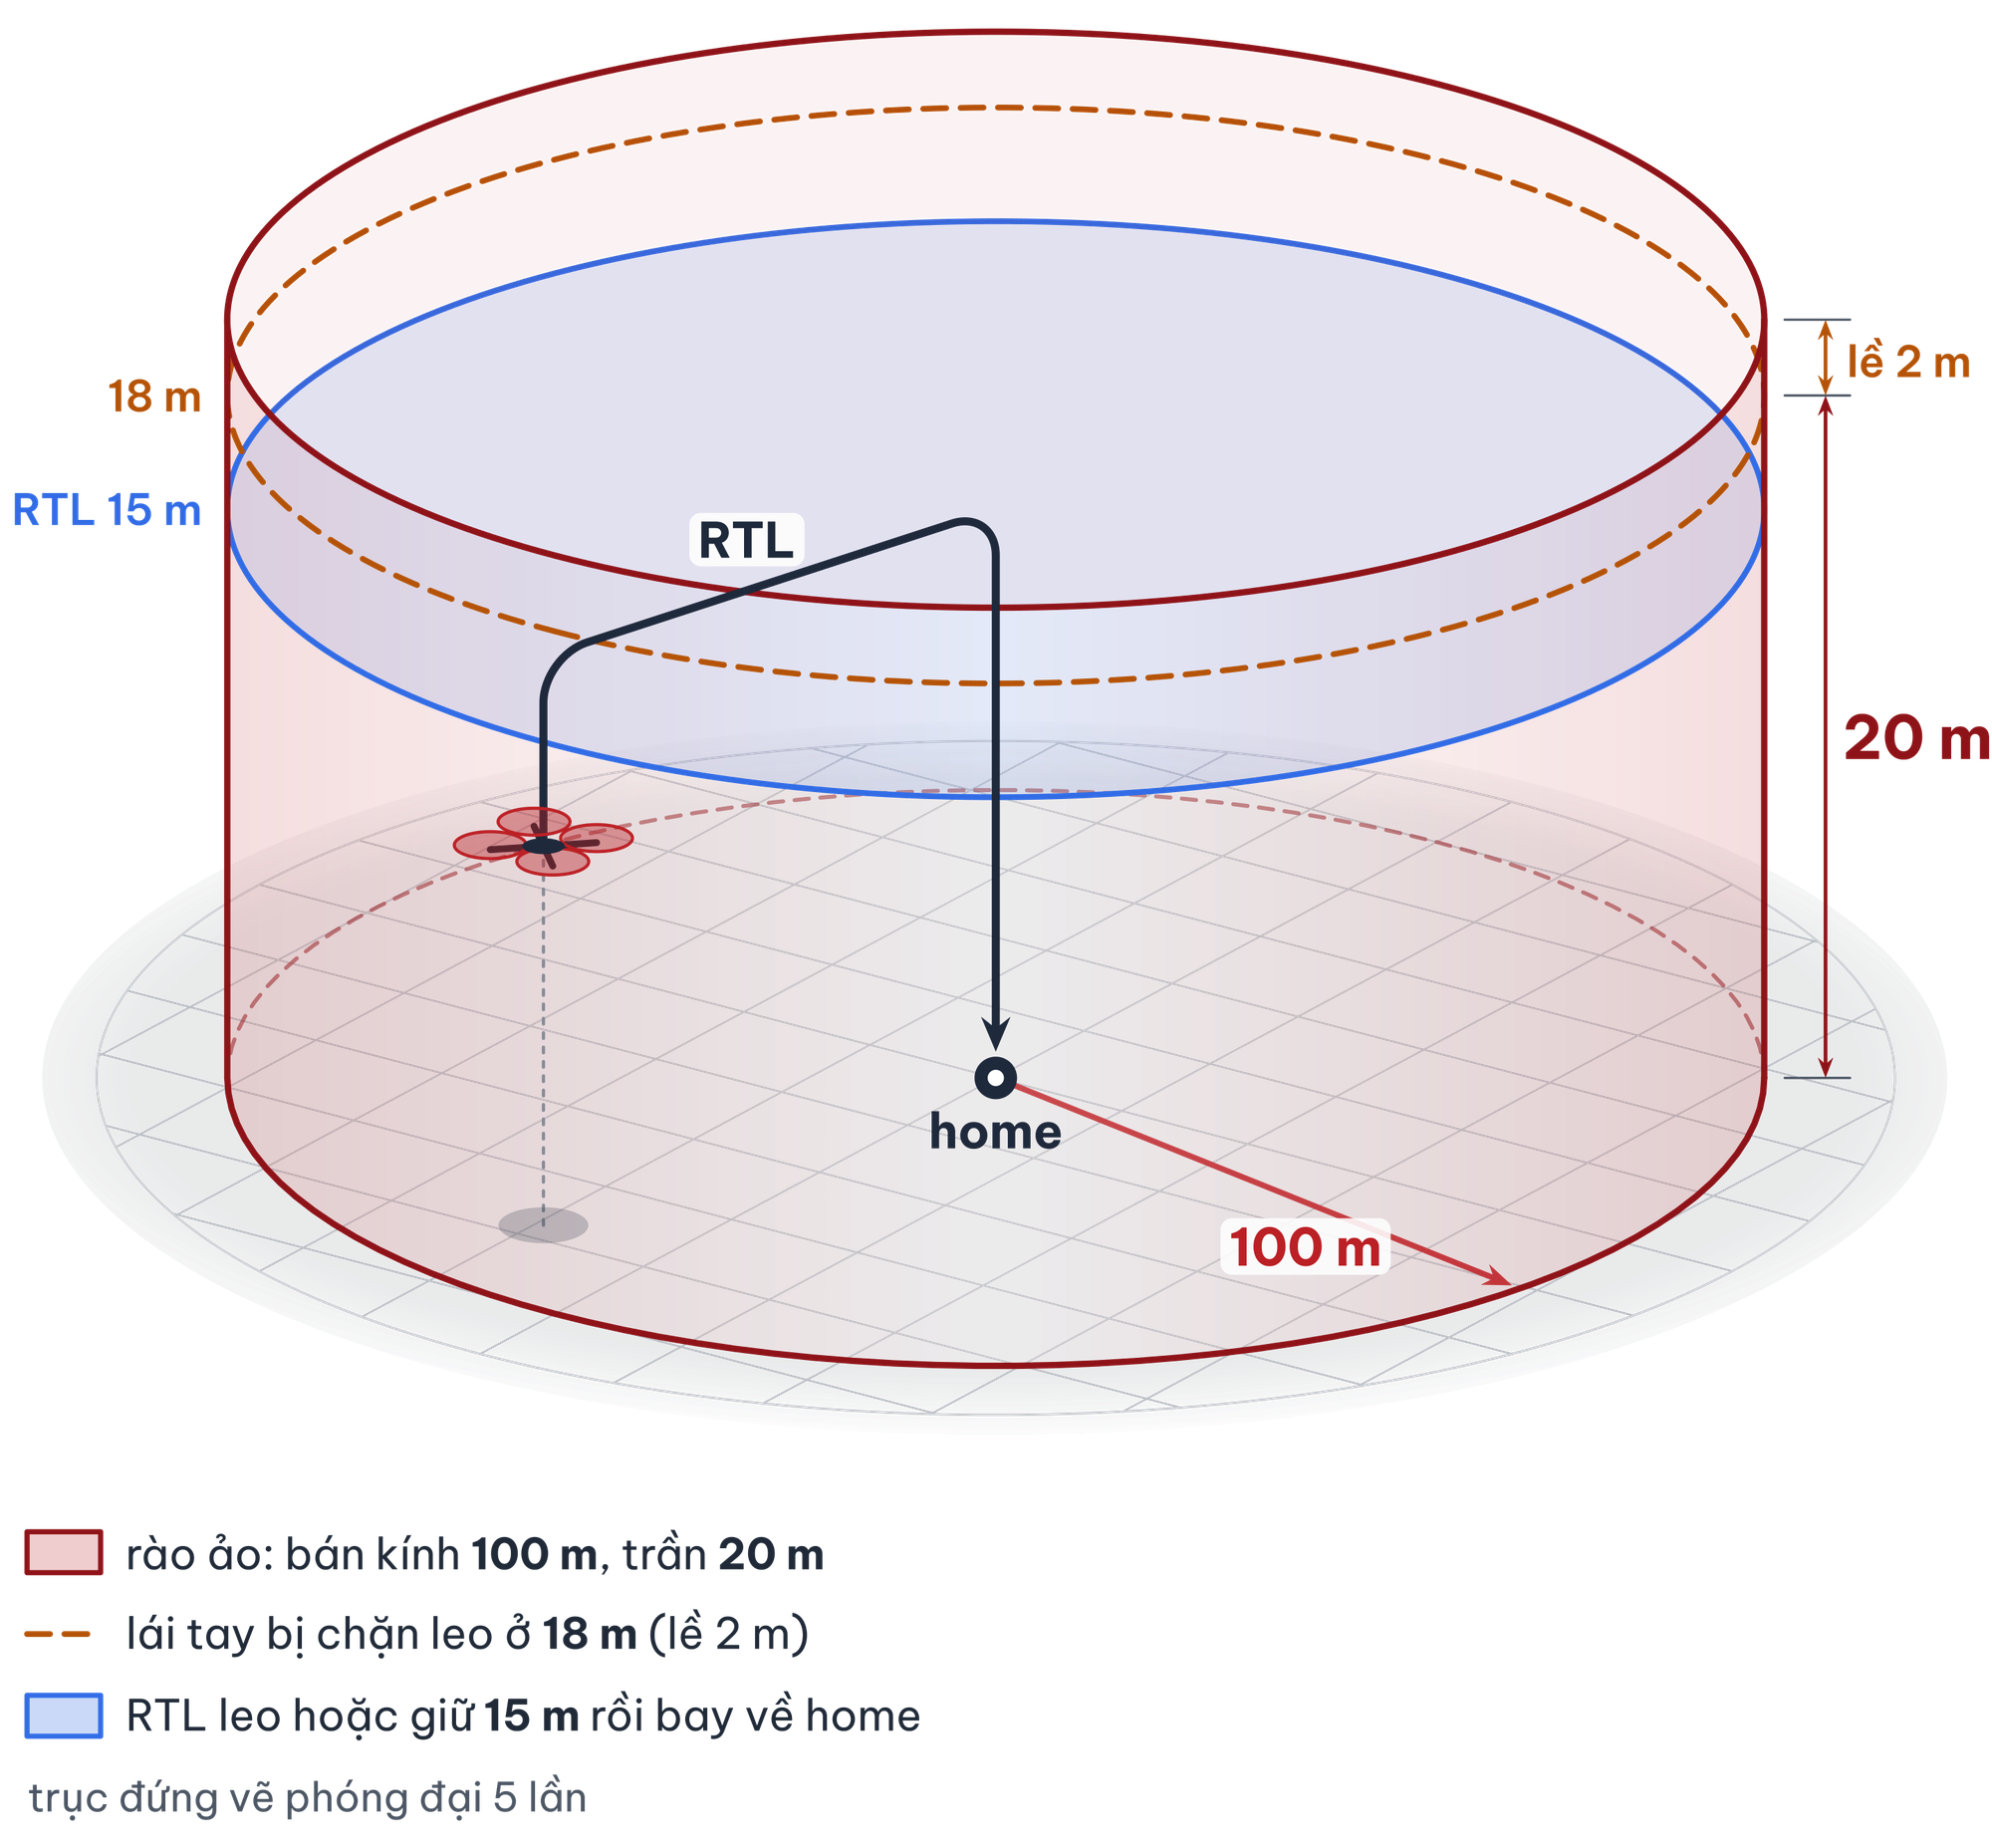 lề 2 m
18 m
RTL 15 m
RTL
20 m
home
100 m
rào ảo: bán kính 100 m, trần 20 m
lái tay bị chặn leo ở 18 m (lề 2 m)
RTL leo hoặc giữ 15 m rồi bay về home
trục đứng vẽ phóng đại 5 lần